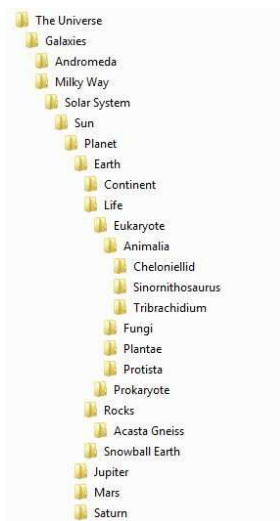 The Universe
Galaxies
Andromeda
Milky Way
Solar System
Sun
Planet
Earth
Continent
Life
Eukaryote
Animalia
Cheloniellid
Sinornithosaurus
Tribrachidium
Fungi
Plantae
Protista
Prokaryote
Rocks
Acasta Gneiss
Snowball Earth
Jupiter
Mars
Saturn